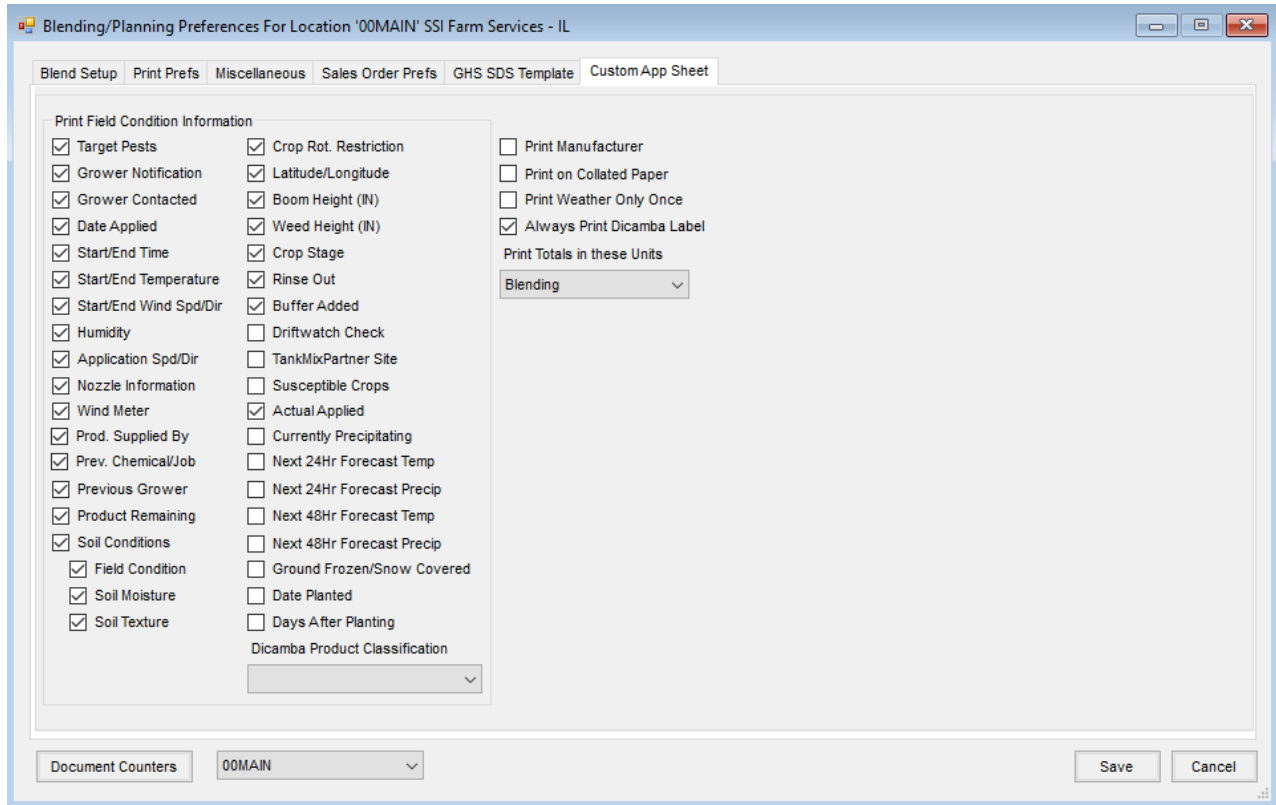 Blending/Planning Preferences For Location '00MAIN' SSI Farm Services - IL
Blend Setup Print Prefs Miscellaneous Sales Order Prefs GHS SDS Template Custom App Sheet
Print Field Condition Information
Target Pests Crop Rot. Restriction Print Manufacturer
Grower Notification Latitude/Longitude Print on Collated Paper
Grower Contacted Boom Height (IN) Print Weather Only Once
Date Applied Weed Height (IN) Always Print Dicamba Label
Start/End Time Crop Stage Print Totals in these Units
Start/End Temperature Rinse Out Blending
Start/End Wind Spd/Dir Buffer Added
Humidity Driftwatch Check
Application Spd/Dir TankMixPartner Site
Nozzle Information Susceptible Crops
Wind Meter Actual Applied
Prod. Supplied By Currently Precipitating
Prev. Chemical/Job Next 24Hr Forecast Temp
Previous Grower Next 24Hr Forecast Precip
Product Remaining Next 48Hr Forecast Temp
Soil Conditions Next 48Hr Forecast Precip
Field Condition Ground Frozen/Snow Covered
Soil Moisture Date Planted
Soil Texture Days After Planting
Dicamba Product Classification
Document Counters 00MAIN Save Cancel